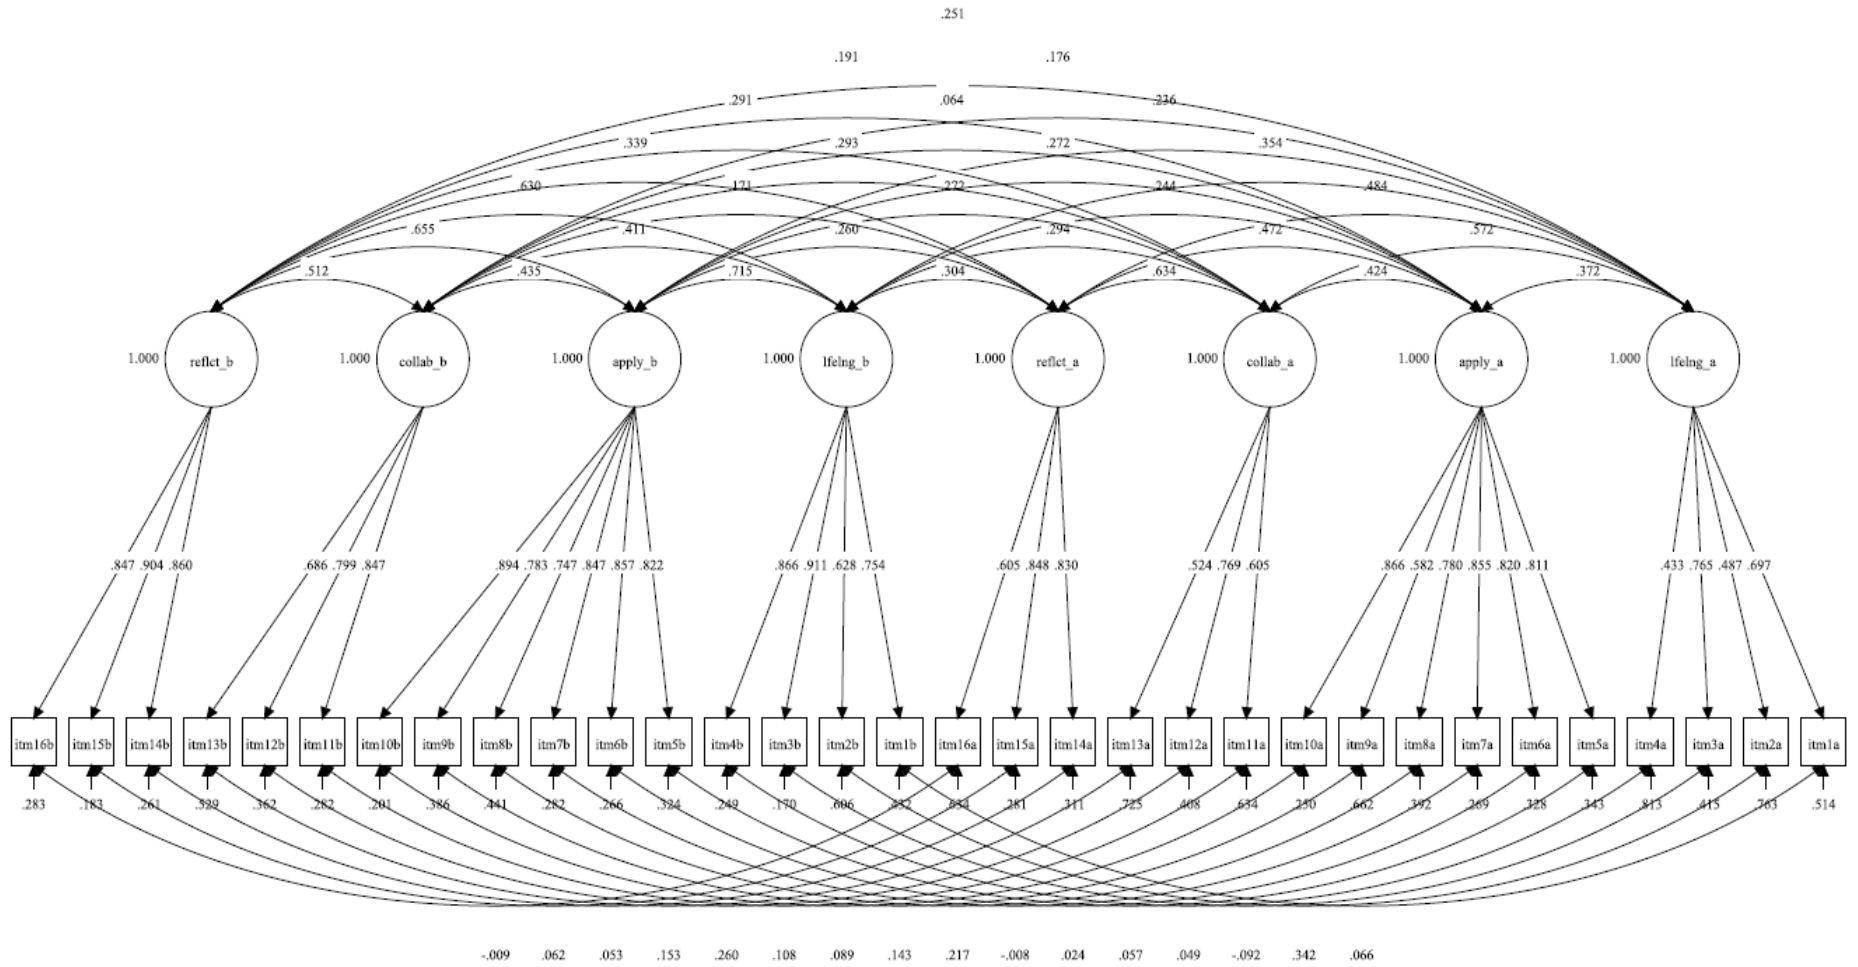 .251
.191 .176
.291 .064 .236
.339 .293 .272 .354
.630 .171 .272 .244 .484
.655 .411 .260 .294 .472 .572
.512 .435 .715 .304 .634 .424 .372
1.000 reflct_b 1.000 collab_b 1.000 apply_b 1.000 lfelng_b 1.000 reflct_a 1.000 collab_a 1.000 apply_a 1.000 lfelng_a
.847 .904 .860 .686 .799 .847 .894 .783 .747 .847 .857 .822 .866 .911 .628 .754 .605 .848 .830 .524 .769 .605 .866 .582 .780 .855 .820 .811 .433 .765 .487 .697
itm16b itm15b itm14b itm13b itm12b itm11b itm10b itm9b itm8b itm7b itm6b itm5b itm4b itm3b itm2b itm1b itm16a itm15a itm14a itm13a itm12a itm11a itm10a itm9a itm8a itm7a itm6a itm5a itm4a itm3a itm2a itm1a
.283 .183 .261 .529 .362 .282 .201 .386 .441 .282 .266 .324 .249 .170 .606 .432 .634 .281 .311 .725 .408 .634 .250 .662 .392 .269 .328 .343 .813 .415 .763 .514
-.009 .062 .053 .153 .260 .108 .089 .143 .217 -.008 .024 .057 .049 -.092 .342 .066